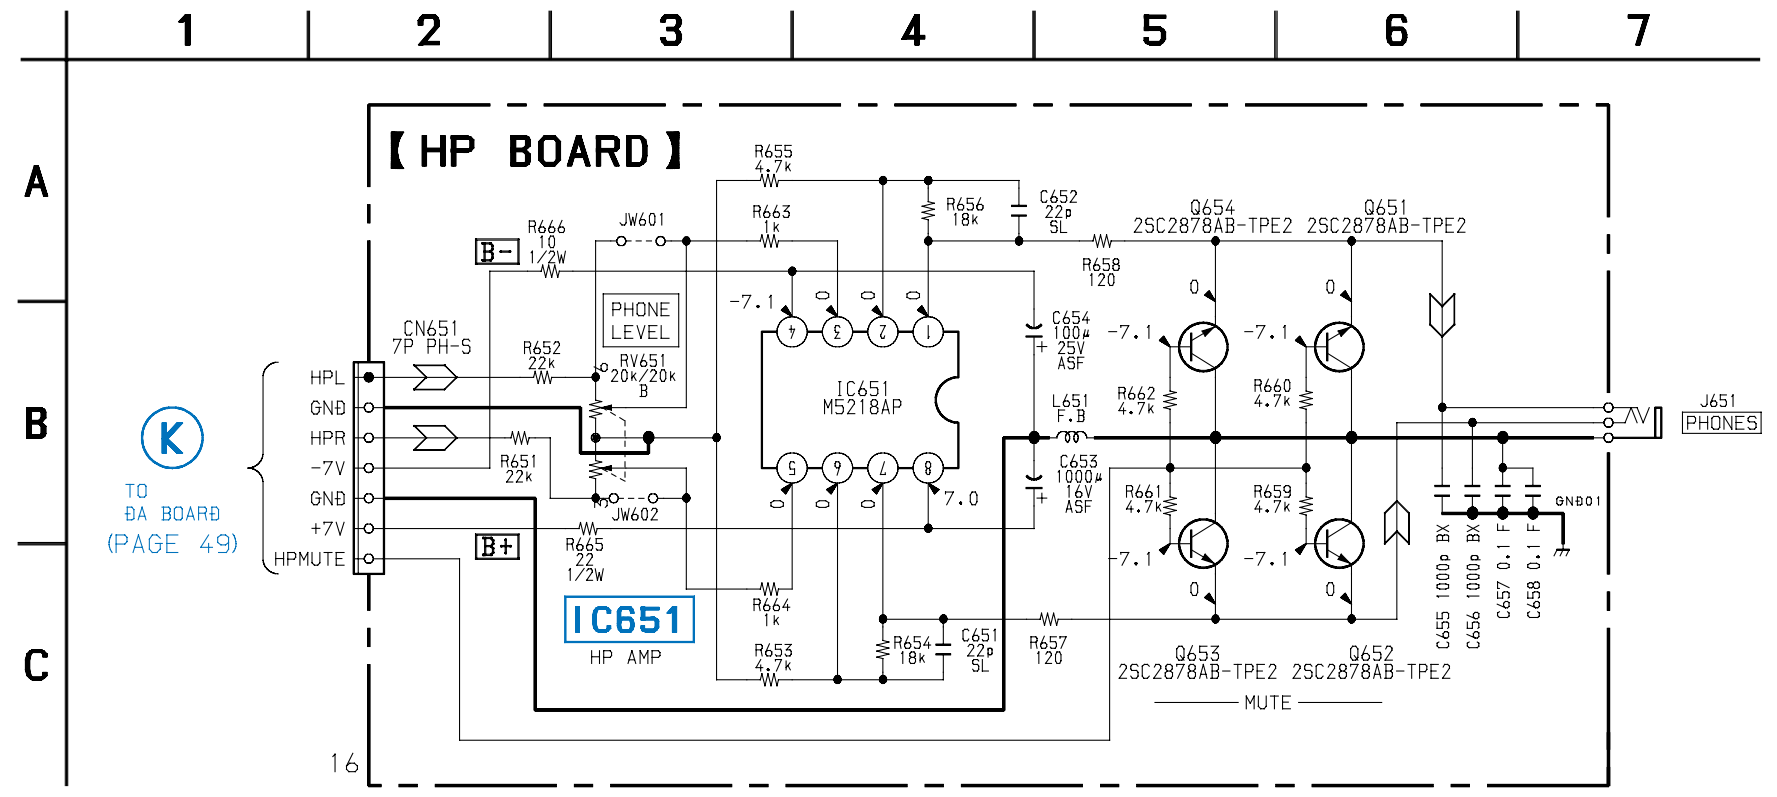 1 2 3 4 5 6 7
A
B
C
【 HP BOARD 】
R655
4.7k
R663
1k
R656
18k
C652
22p
SL
Q654
2SC2878AB-TPE2
Q651
2SC2878AB-TPE2
JW601
R666
10
1/2W
B-
R658
120
PHONE
LEVEL
-7.1
0
0
0
0
0
4
3
2
1
C654
100μ
25V
ASF
+
-7.1
-7.1
CN651
7P PH-S
R652
22k
RV651
20k/20k
B
IC651
M5218AP
R662
4.7k
R660
4.7k
L651
F.B
J651
PHONES
HPL
GND
HPR
-7V
GND
+7V
HPMUTE
K
TO
DA BOARD
(PAGE 49)
R651
22k
JW602
5
6
7
8
0
0
0
7.0
C653
1000μ
16V
ASF
+
R661
4.7k
R659
4.7k
GND01
B+
R665
22
1/2W
-7.1
-7.1
0
0
C655 1000p BX
C656 1000p BX
C657 0.1 F
C658 0.1 F
R664
1k
IC651
HP AMP
R653
4.7k
R654
18k
C651
22p
SL
R657
120
Q653
2SC2878AB-TPE2
Q652
2SC2878AB-TPE2
MUTE
16